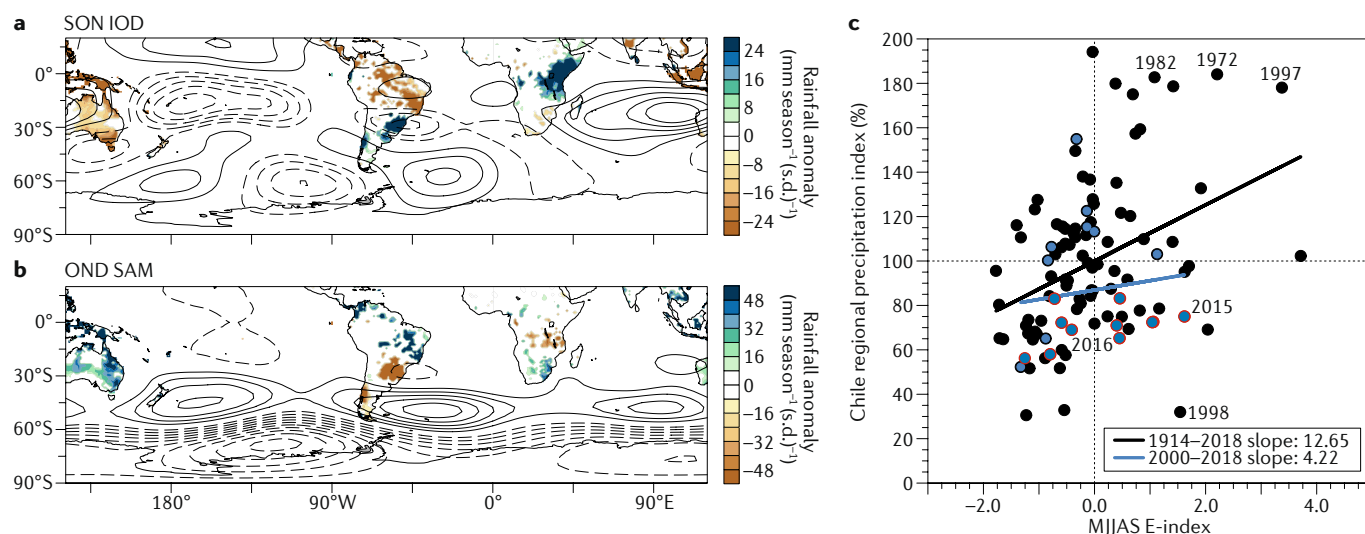 a
SON IOD
0°
30°S
60°S
90°S
24
16
8
0
−8
−16
−24
Rainfall anomaly
(mm season⁻¹ (s.d.)⁻¹)
b
OND SAM
0°
30°S
60°S
90°S
180°
90°W
0°
90°E
48
32
16
0
−16
−32
−48
Rainfall anomaly
(mm season⁻¹ (s.d.)⁻¹)
c
Chile regional precipitation index (%)
200
180
160
140
120
100
80
60
40
20
0
1982
1972
1997
2015
2016
1998
1914–2018 slope: 12.65
2000–2018 slope: 4.22
−2.0
0.0
2.0
4.0
MJJAS E-index